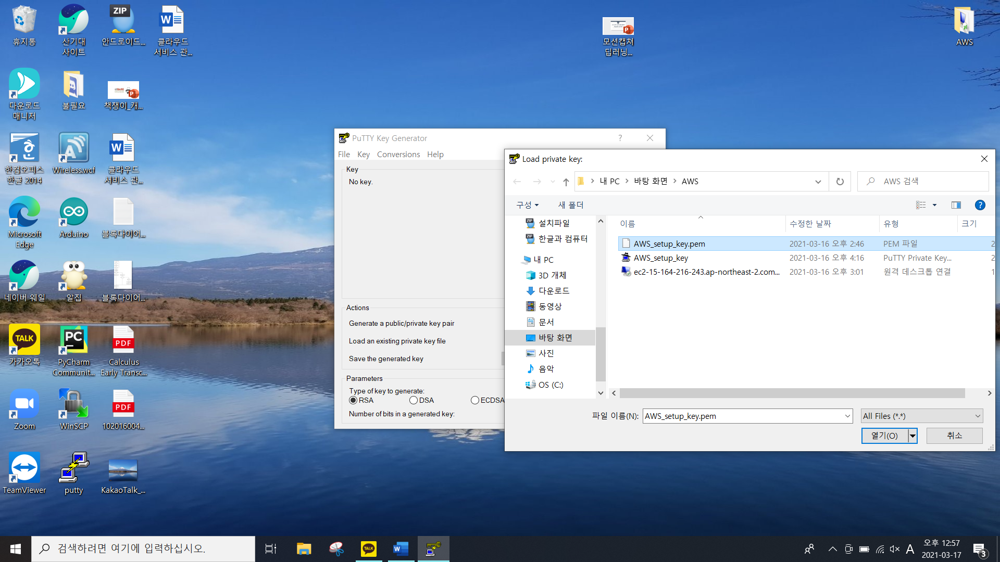 휴지통
산기대
사이트
ZIP
안드로이드...
W
클라우드
서비스 관...
모션캡쳐
딥러닝...
AWS
다운로드
매니저
불필요
책쟁이_캐...
한컴오피스
한글 2014
Wireless.wcf
W
클라우드
서비스 관...
Microsoft
Edge
Arduino
블록다이어...
네이버 웨일
알집
블록다이어...
TALK
카카오톡
PC
PyCharm
Communit...
PDF
Calculus
Early Transc...
Zoom
WinSCP
PDF
102016004...
TeamViewer
putty
KakaoTalk_...
PuTTY Key Generator
?
File Key Conversions Help
Key
No key.
Actions
Generate a public/private key pair
Load an existing private key file
Save the generated key
Parameters
Type of key to generate:
RSA DSA ECDSA
Number of bits in a generated key:
Load private key:
내 PC > 바탕 화면 > AWS
AWS 검색
구성 새 폴더
?
설치파일
한글과 컴퓨터
내 PC
3D 개체
다운로드
동영상
문서
바탕 화면
사진
음악
OS (C:)
이름 수정한 날짜 유형 크기
AWS_setup_key.pem 2021-03-16 오후 2:46 PEM 파일 2
AWS_setup_key 2021-03-16 오후 4:16 PuTTY Private Key... 2
ec2-15-164-216-243.ap-northeast-2.com... 2021-03-16 오후 3:01 원격 데스크톱 연결 1
파일 이름(N): AWS_setup_key.pem All Files (*.*)
열기(O) 취소
검색하려면 여기에 입력하십시오.
TALK
W
A
오후 12:57
2021-03-17
3